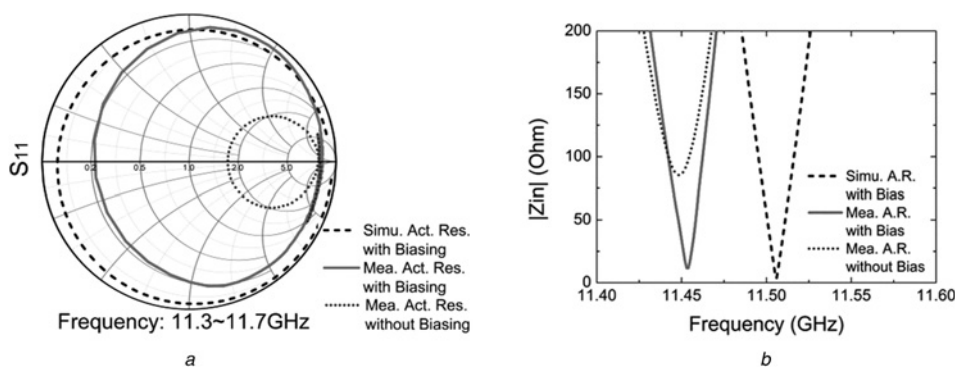 S11
0.2 0.5 1.0 2.0 5.0
Simu. Act. Res.
with Biasing
Mea. Act. Res.
with Biasing
Mea. Act. Res.
without Biasing
Frequency: 11.3~11.7GHz
a
|Zin| (Ohm)
200
150
100
50
0
Simu. A.R.
with Bias
Mea. A.R.
with Bias
Mea. A.R.
without Bias
11.40 11.45 11.50 11.55 11.60
Frequency (GHz)
b